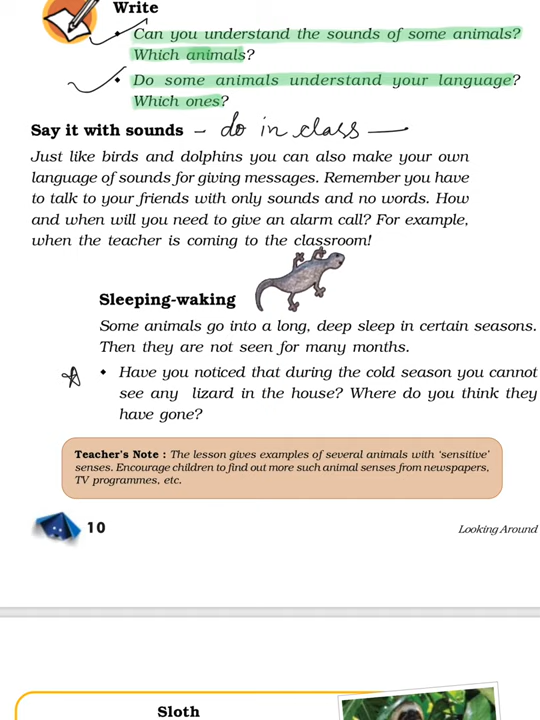 Write
Can you understand the sounds of some animals?
Which animals?
Do some animals understand your language?
Which ones?
Say it with sounds - do in class
Just like birds and dolphins you can also make your own
language of sounds for giving messages. Remember you have
to talk to your friends with only sounds and no words. How
and when will you need to give an alarm call? For example,
when the teacher is coming to the classroom!
Sleeping-waking
Some animals go into a long, deep sleep in certain seasons.
Then they are not seen for many months.
Have you noticed that during the cold season you cannot
see any lizard in the house? Where do you think they
have gone?
Teacher's Note : The lesson gives examples of several animals with 'sensitive'
senses. Encourage children to find out more such animal senses from newspapers,
TV programmes, etc.
10
Looking Around
Sloth